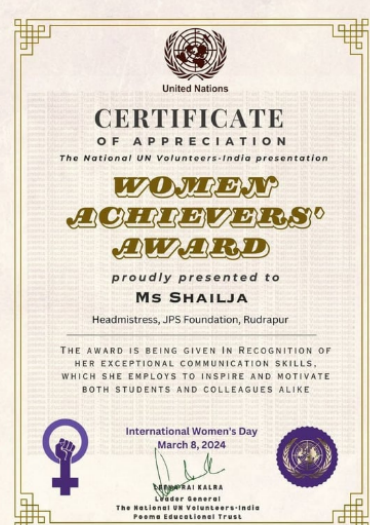 United Nations
CERTIFICATE
OF APPRECIATION
The National UN Volunteers-India presentation
WOMEN
ACHIEVERS'
AWARD
proudly presented to
Ms Shailja
Headmistress, JPS Foundation, Rudrapur
The award is being given In Recognition of
her exceptional communication skills,
which she employs to inspire and motivate
both students and colleagues alike
International Women's Day
March 8, 2024
RAI KALRA
Leader General
The National UN Volunteers-India
Poema Educational Trust